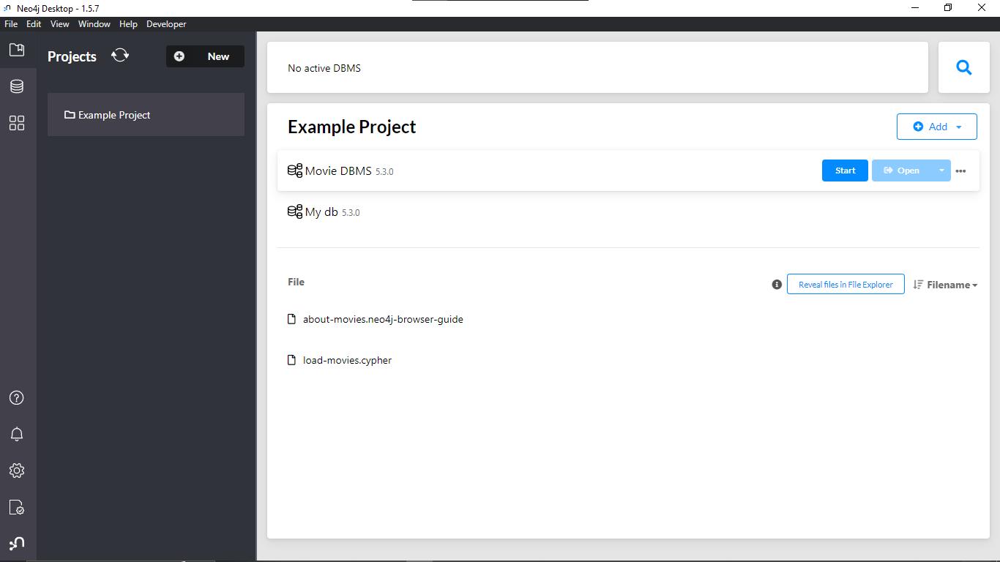 Neo4j Desktop - 1.5.7
File Edit View Window Help Developer
Projects
New
Example Project
No active DBMS
Example Project
Add
Movie DBMS 5.3.0
Start
Open
My db 5.3.0
File
Reveal files in File Explorer
Filename
about-movies.neo4j-browser-guide
load-movies.cypher